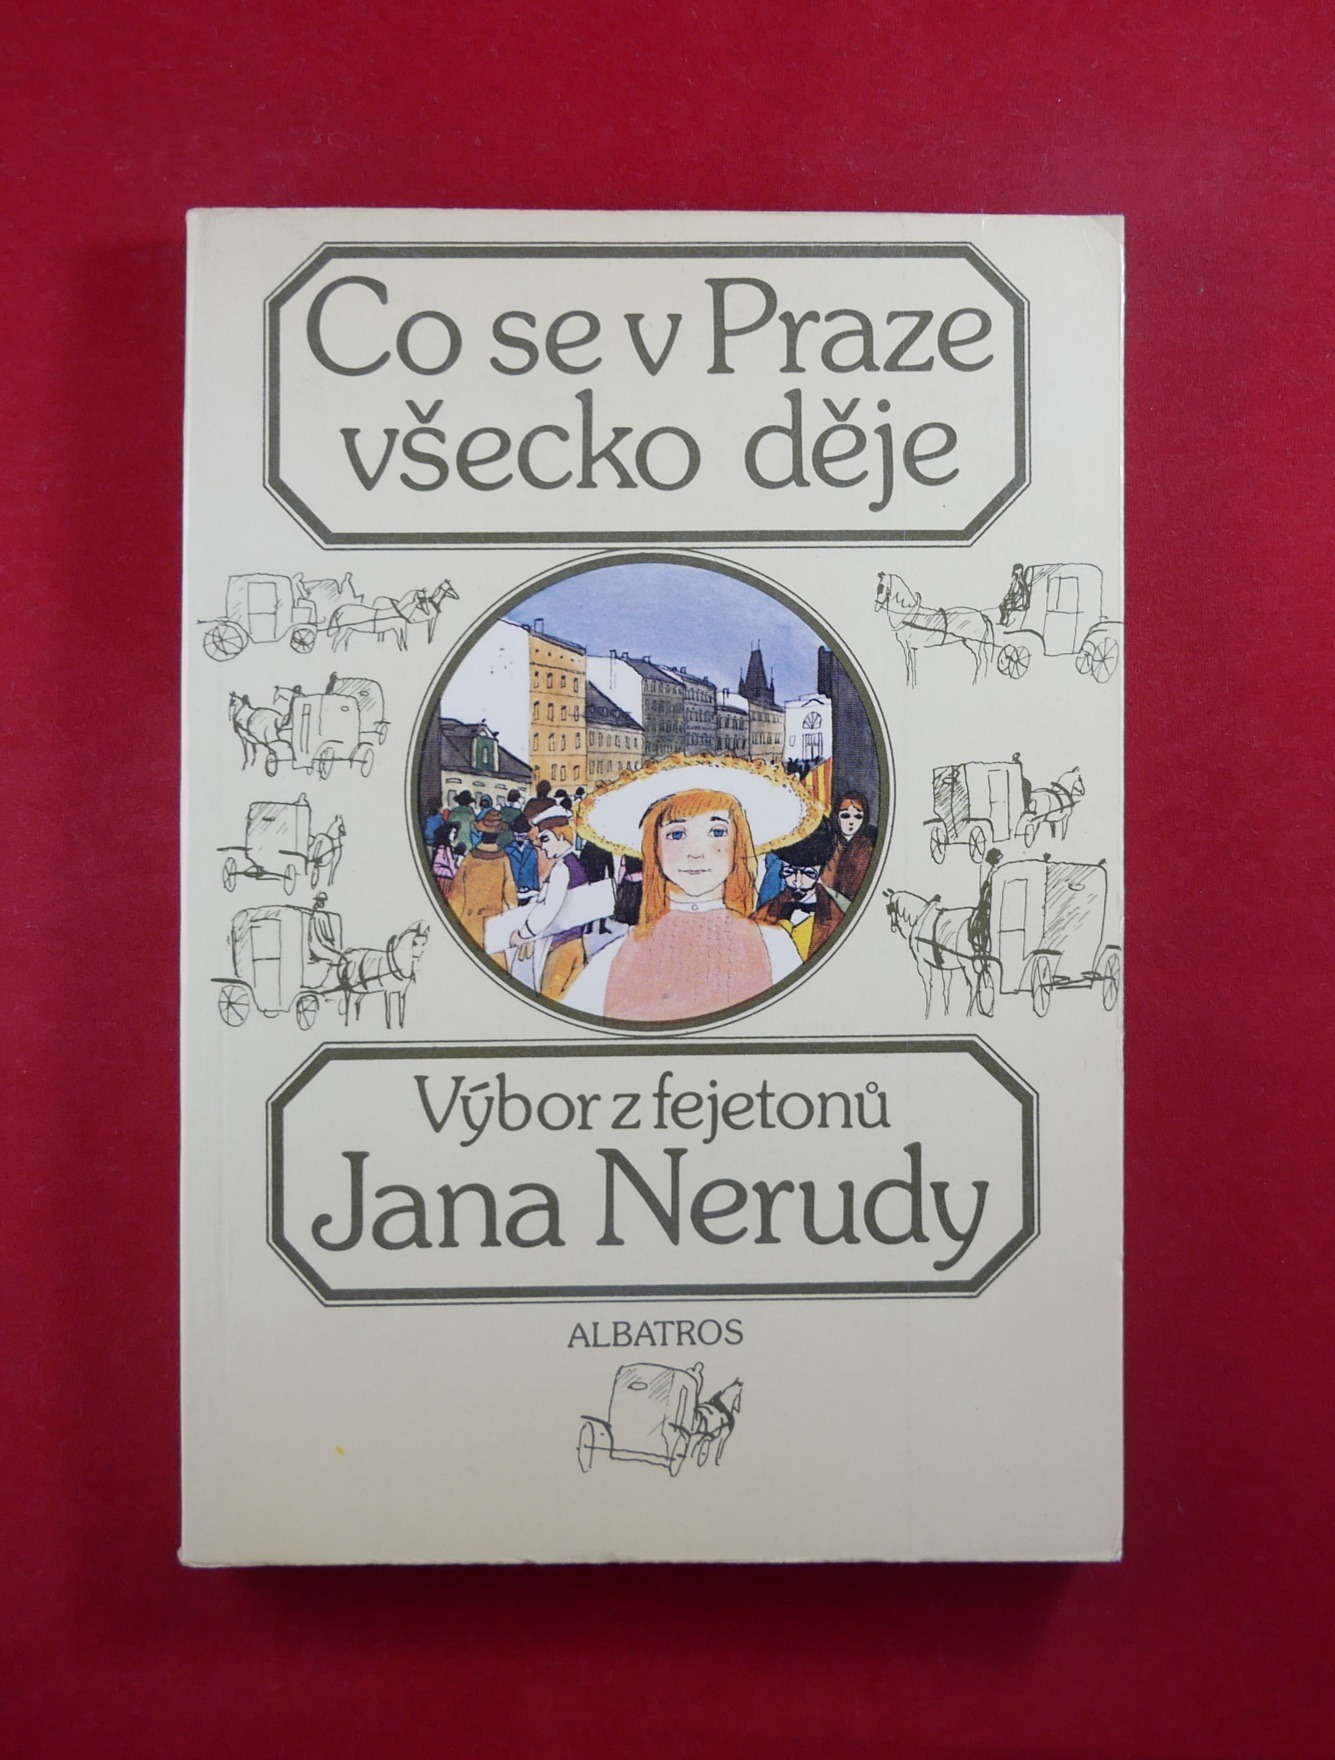 Co se v Praze
všecko děje
Výbor z fejetonů
Jana Nerudy
ALBATROS